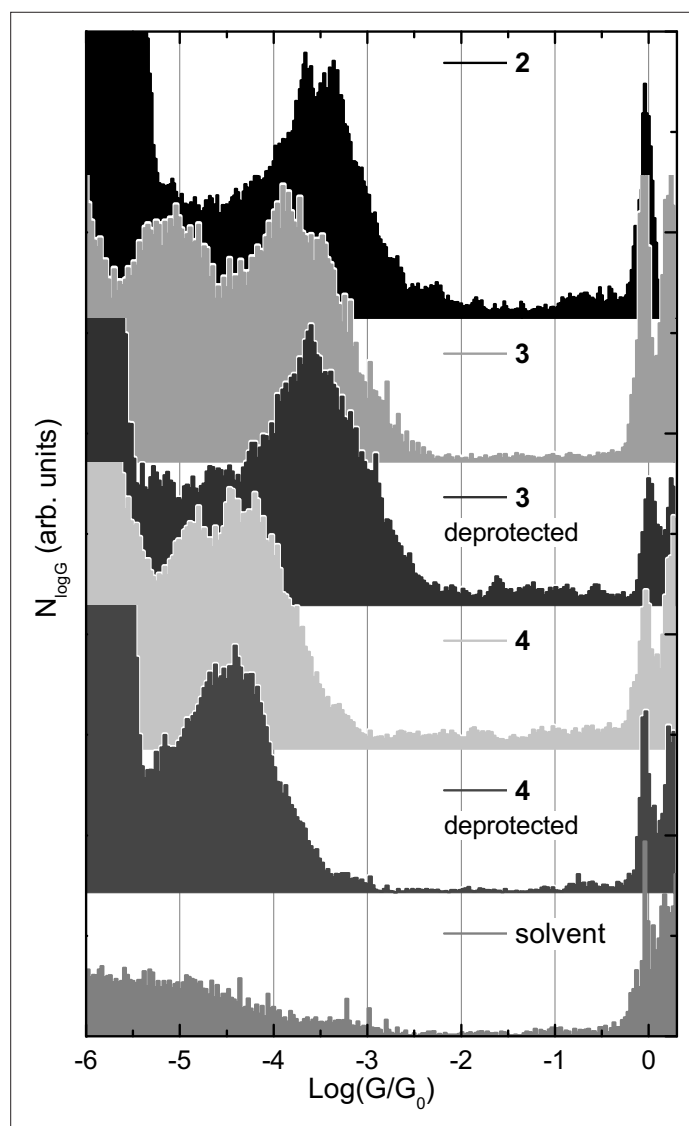 2
3
3
deprotected
4
4
deprotected
solvent
N_logG (arb. units)
-6 -5 -4 -3 -2 -1 0
Log(G/G_0)